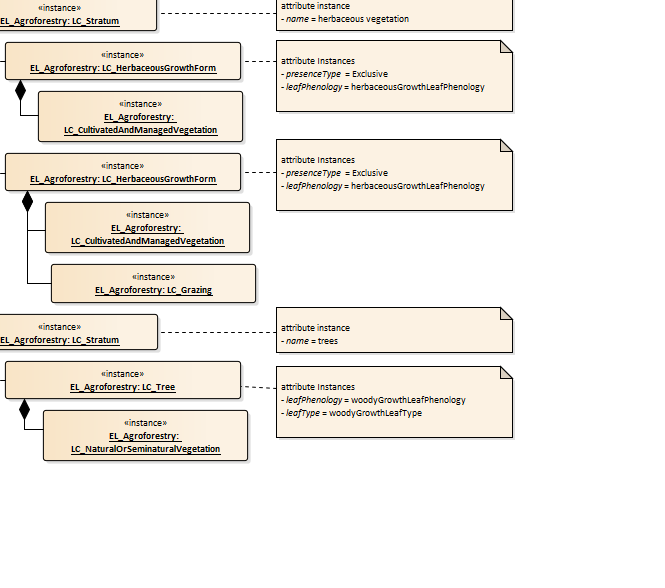 EL_Agroforestry: LC_Stratum
attribute instances
- name = herbaceous vegetation
«instance»
EL_Agroforestry: LC_HerbaceousGrowthForm
attribute Instances
- presenceType = Exclusive
- leafPhenology = herbaceousGrowthLeafPhenology
«instance»
EL_Agroforestry:
LC_CultivatedAndManagedVegetation
«instance»
EL_Agroforestry: LC_HerbaceousGrowthForm
attribute Instances
- presenceType = Exclusive
- leafPhenology = herbaceousGrowthLeafPhenology
«instance»
EL_Agroforestry:
LC_CultivatedAndManagedVegetation
«instance»
EL_Agroforestry: LC_Grazing
«instance»
EL_Agroforestry: LC_Stratum
attribute instance
- name = trees
«instance»
EL_Agroforestry: LC_Tree
attribute Instances
- leafPhenology = woodyGrowthLeafPhenology
- leafType = woodyGrowthLeafType
«instance»
EL_Agroforestry:
LC_NaturalOrSeminaturalVegetation